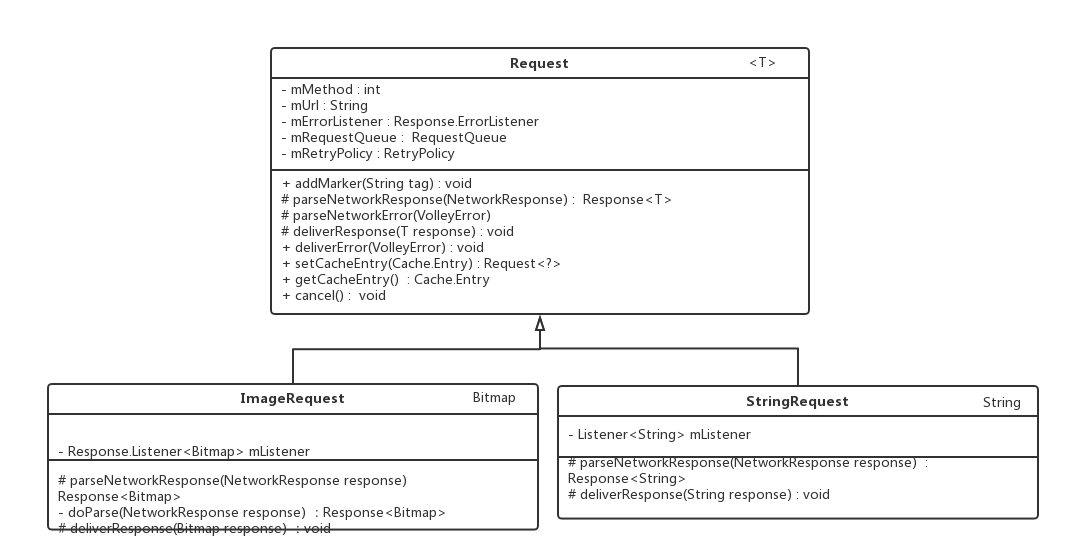 Request <T>
- mMethod : int
- mUrl : String
- mErrorListener : Response.ErrorListener
- mRequestQueue :  RequestQueue
- mRetryPolicy : RetryPolicy
+ addMarker(String tag) : void
# parseNetworkResponse(NetworkResponse) :  Response<T>
# parseNetworkError(VolleyError)
# deliverResponse(T response) : void
+ deliverError(VolleyError) : void
+ setCacheEntry(Cache.Entry) : Request<?>
+ getCacheEntry()  : Cache.Entry
+ cancel() :  void
ImageRequest Bitmap
- Response.Listener<Bitmap> mListener
# parseNetworkResponse(NetworkResponse response)
Response<Bitmap>
- doParse(NetworkResponse response)  : Response<Bitmap>
# deliverResponse(Bitmap response)  : void
StringRequest String
- Listener<String> mListener
# parseNetworkResponse(NetworkResponse response)  :
Response<String>
# deliverResponse(String response) : void